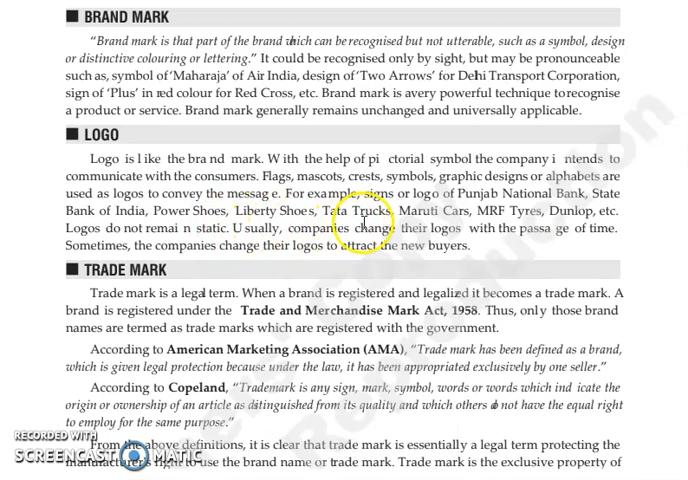 BRAND MARK
"Brand mark is that part of the brand which can be recognised but not utterable, such as a symbol, design
or distinctive colouring or lettering." It could be recognised only by sight, but may be pronounceable
such as, symbol of 'Maharaja' of Air India, design of 'Two Arrows' for Delhi Transport Corporation,
sign of 'Plus' in red colour for Red Cross, etc. Brand mark is a very powerful technique to recognise
a product or service. Brand mark generally remains unchanged and universally applicable.
LOGO
Logo is like the brand mark. With the help of pictorial symbol the company intends to
communicate with the consumers. Flags, mascots, crests, symbols, graphic designs or alphabets are
used as logos to convey the message. For example, signs or logo of Punjab National Bank, State
Bank of India, Power Shoes, Liberty Shoes, Tata Trucks, Maruti Cars, MRF Tyres, Dunlop, etc.
Logos do not remain static. Usually, companies change their logos with the passage of time.
Sometimes, the companies change their logos to attract the new buyers.
TRADE MARK
Trade mark is a legal term. When a brand is registered and legalized it becomes a trade mark. A
brand is registered under the Trade and Merchandise Mark Act, 1958. Thus, only those brand
names are termed as trade marks which are registered with the government.
According to American Marketing Association (AMA), "Trade mark has been defined as a brand,
which is given legal protection because under the law, it has been appropriated exclusively by one seller."
According to Copeland, "Trademark is any sign, mark, symbol, words or words which indicate the
origin or ownership of an article as distinguished from its quality and which others do not have the equal right
to employ for the same purpose."
From the above definitions, it is clear that trade mark is essentially a legal term protecting the
manufacturer's right to use the brand name or trade mark. Trade mark is the exclusive property of
RECORDED WITH
SCREENCAST MATIC